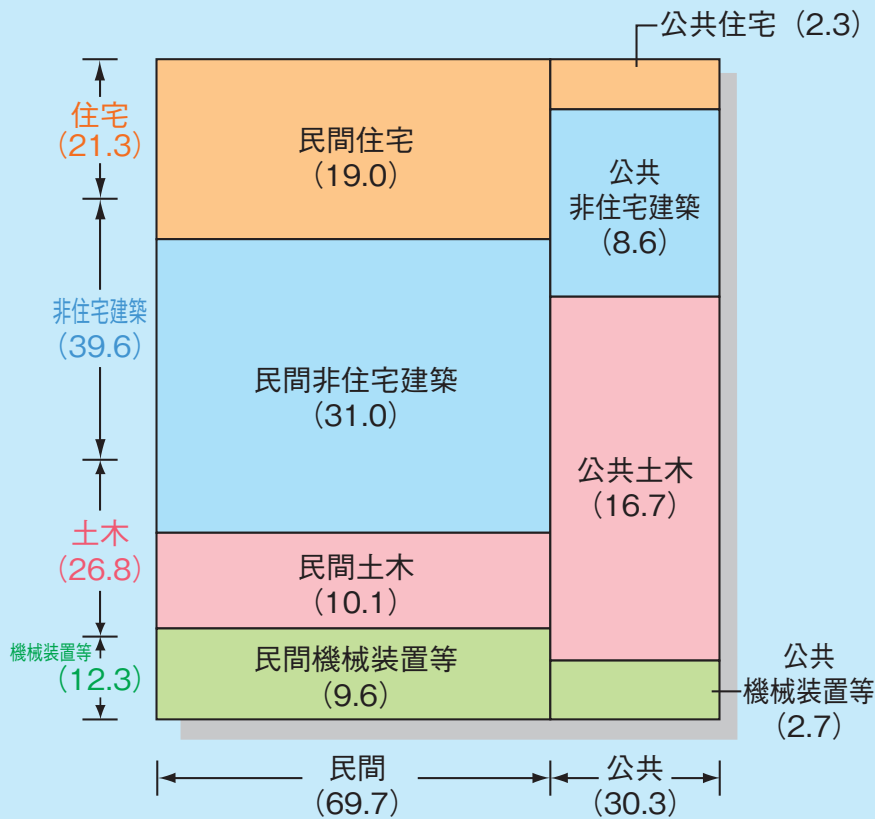 公共住宅（2.3）
住宅
（21.3）
民間住宅
（19.0）
公共
非住宅建築
（8.6）
非住宅建築
（39.6）
民間非住宅建築
（31.0）
公共土木
（16.7）
土木
（26.8）
民間土木
（10.1）
機械装置等
（12.3）
民間機械装置等
（9.6）
公共
機械装置等
（2.7）
民間
（69.7）
公共
（30.3）